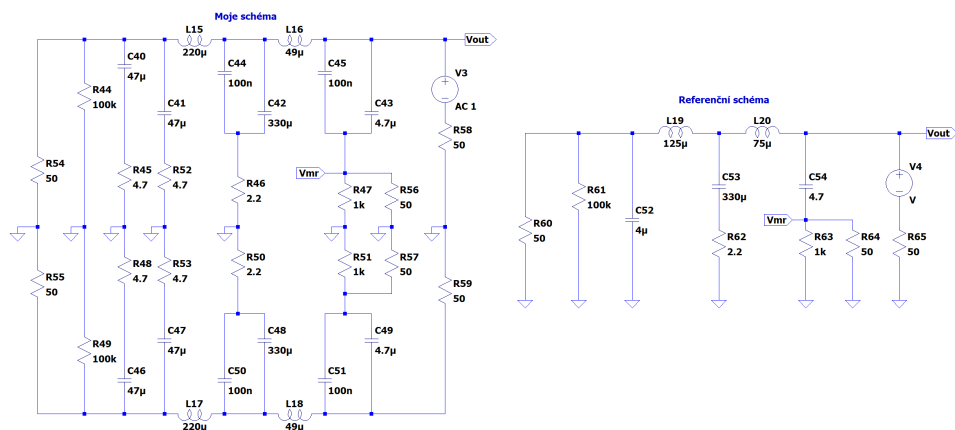 Moje schéma
L15
220µ
L16
49µ
Vout
C40
47µ
C44
100n
C45
100n
V3
AC 1
R44
100k
C41
47µ
C42
330µ
C43
4.7µ
R58
50
R54
50
R45
4.7
R52
4.7
R46
2.2
Vmr
R47
1k
R56
50
R55
50
R48
4.7
R53
4.7
R50
2.2
R51
1k
R57
50
R59
50
R49
100k
C47
47µ
C48
330µ
C49
4.7µ
C46
47µ
C50
100n
C51
100n
L17
220µ
L18
49µ
Referenční schéma
L19
125µ
L20
75µ
Vout
C53
330µ
C54
4.7
V4
V
R61
100k
C52
4µ
Vmr
R60
50
R62
2.2
R63
1k
R64
50
R65
50